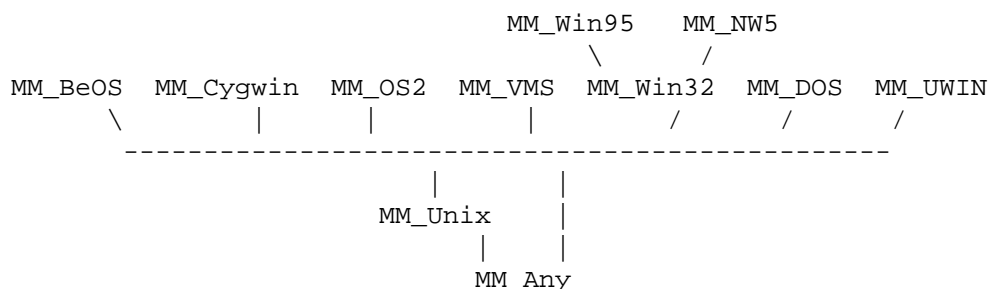 MM_Win95 MM_NW5
MM_BeOS MM_Cygwin MM_OS2 MM_VMS MM_Win32 MM_DOS MM_UWIN
MM_Unix
MM_Any